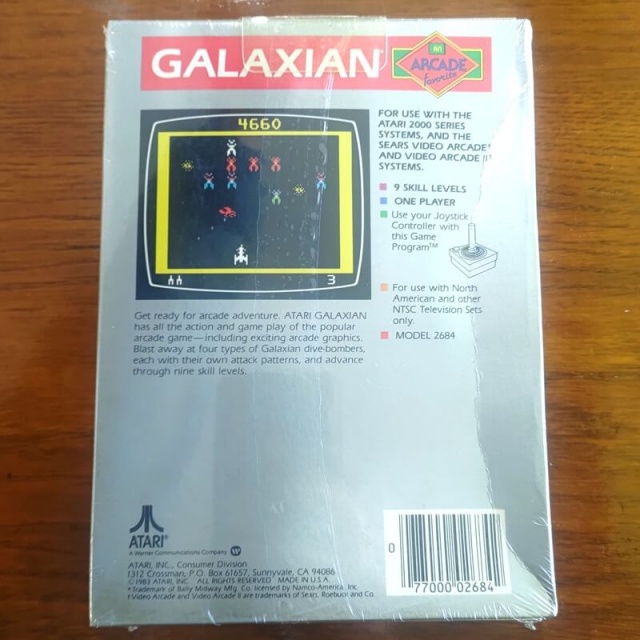 GALAXIAN
AN
ARCADE
favorite
4660
3
FOR USE WITH THE
ATARI 2000 SERIES
SYSTEMS, AND THE
SEARS VIDEO ARCADE
AND VIDEO ARCADE II
SYSTEMS.
9 SKILL LEVELS
ONE PLAYER
Use your Joystick
Controller with
this Game
Program™
For use with North
American and other
NTSC Television Sets
only.
MODEL 2684
Get ready for arcade adventure. ATARI GALAXIAN
has all the action and game play of the popular
arcade game—including exciting arcade graphics.
Blast away at four types of Galaxian dive-bombers,
each with their own attack patterns, and advance
through nine skill levels.
ATARI®
A Warner Communications Company
ATARI, INC., Consumer Division
1312 Crossman, P.O. Box 61657, Sunnyvale, CA 94086
© 1983 ATARI, INC. ALL RIGHTS RESERVED MADE IN U.S.A.
* Trademark of Bally Midway Mfg. Co. licensed by Namco-America, Inc.
† Video Arcade and Video Arcade II are trademarks of Sears, Roebuck and Co.
0 77000 02684